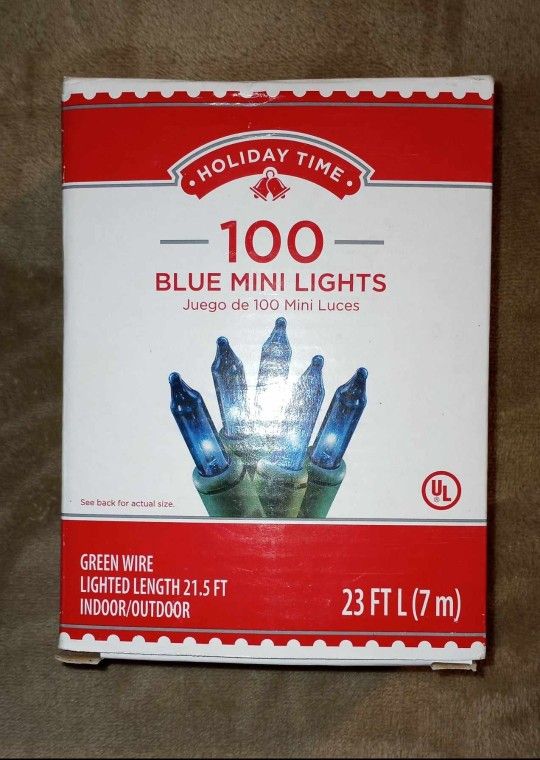 HOLIDAY TIME
100
BLUE MINI LIGHTS
Juego de 100 Mini Luces
See back for actual size.
UL
GREEN WIRE
LIGHTED LENGTH 21.5 FT
INDOOR/OUTDOOR
23 FT L (7 m)